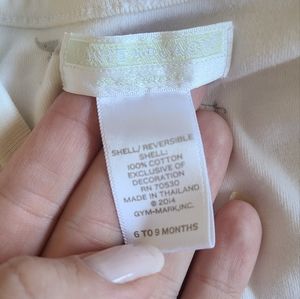 SHELL/ REVERSIBLE
SHELL:
100% COTTON
EXCLUSIVE OF
DECORATION
RN 70530
MADE IN THAILAND
© 2014
GYM-MARK,INC.
6 TO 9 MONTHS